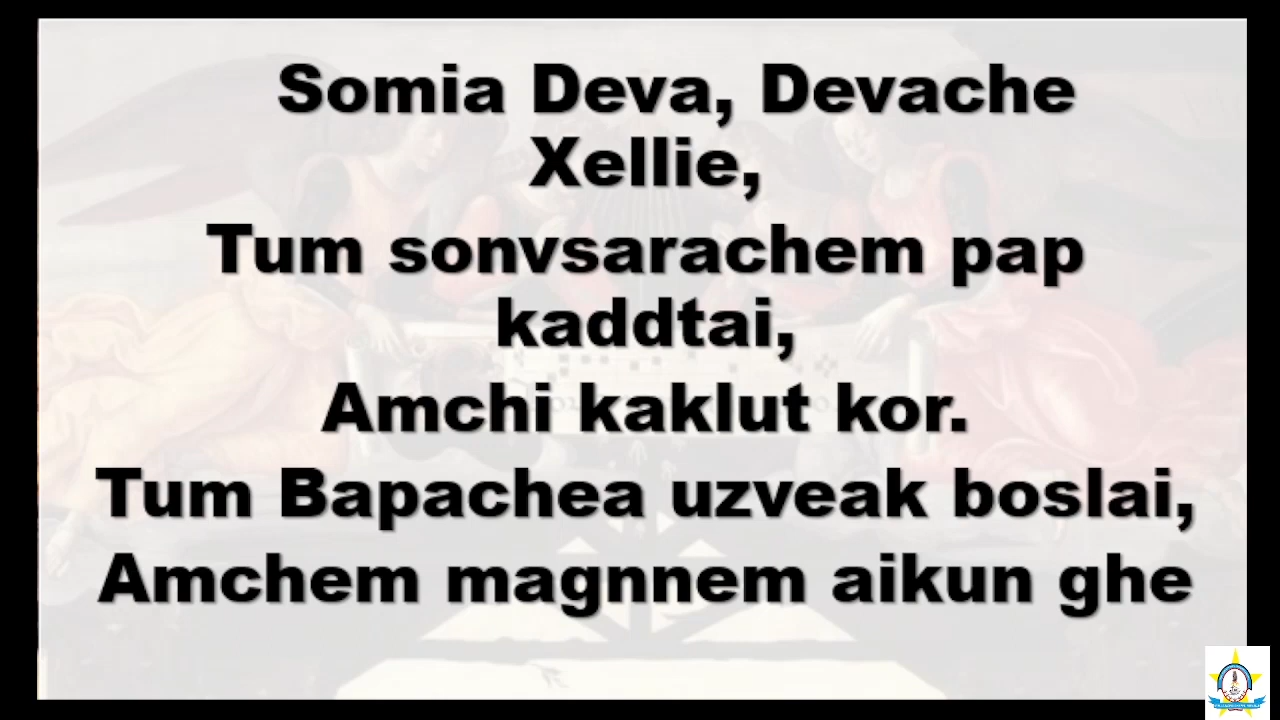 Somia Deva, Devache
Xellie,
Tum sonvsarachem pap
kaddtai,
Amchi kaklut kor.
Tum Bapachea uzveak boslai,
Amchem magnnem aikun ghe